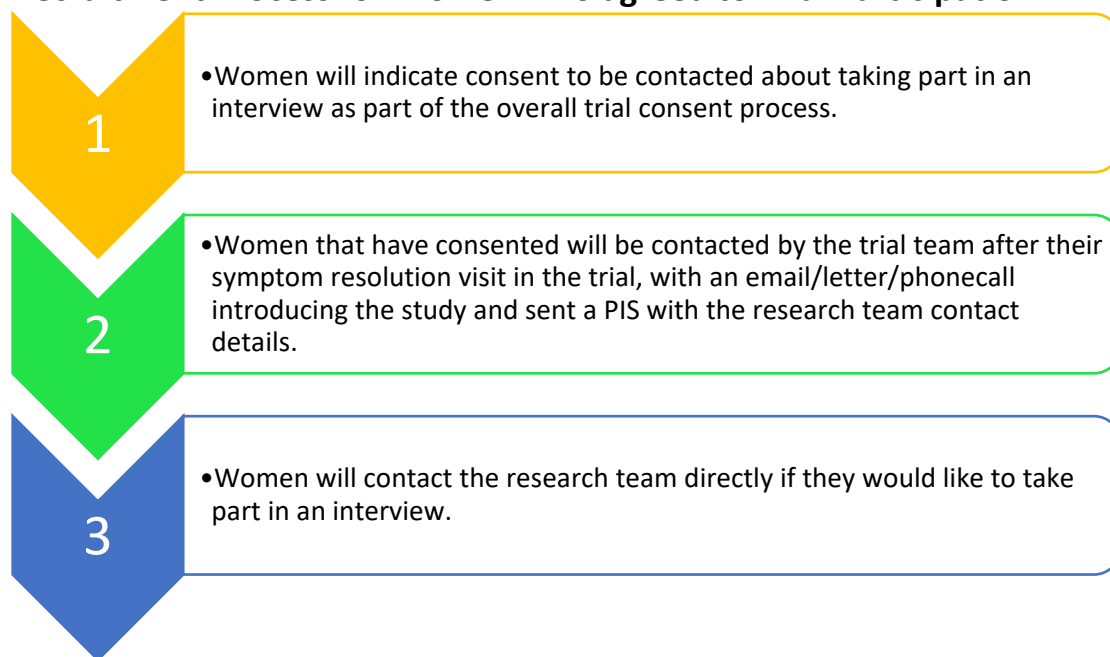 agreed to
1
•Women will indicate consent to be contacted about taking part in an
interview as part of the overall trial consent process.
2
•Women that have consented will be contacted by the trial team after their
symptom resolution visit in the trial, with an email/letter/phonecall
introducing the study and sent a PIS with the research team contact
details.
3
•Women will contact the research team directly if they would like to take
part in an interview.